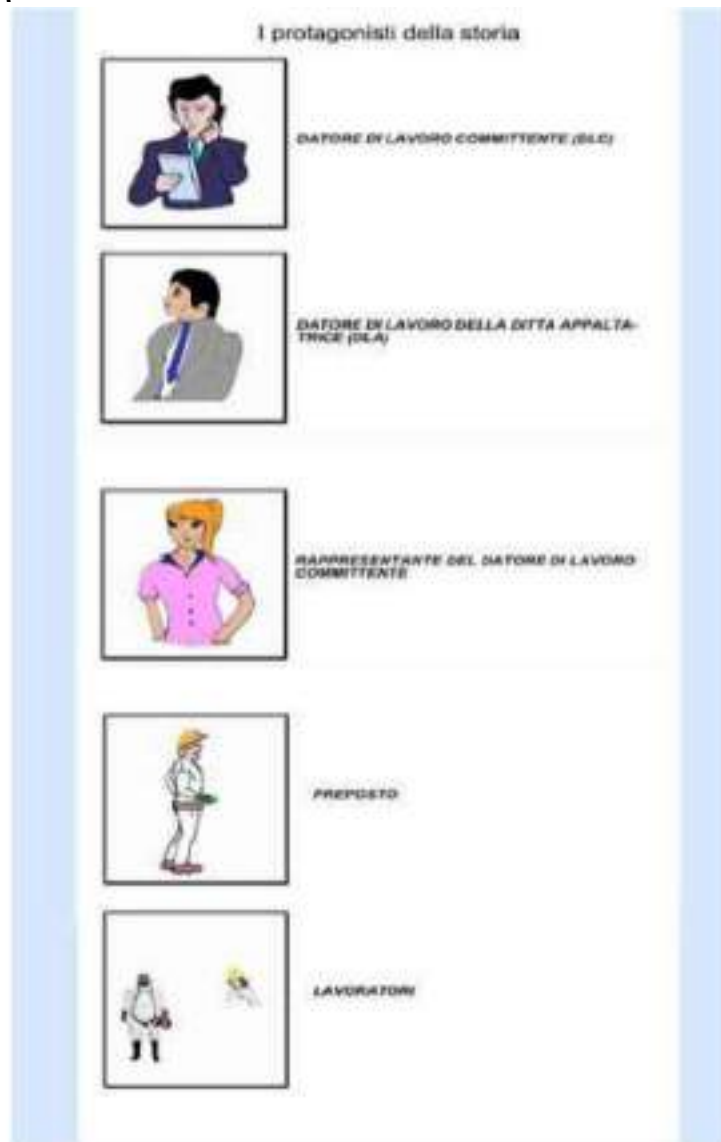 I protagonisti della storia
DATORE DI LAVORO COMMITTENTE (DLC)
DATORE DI LAVORO DELLA DITTA APPALTA-
TRICE (DLA)
RAPPRESENTANTE DEL DATORE DI LAVORO
COMMITTENTE
PREPOSTO
LAVORATORI